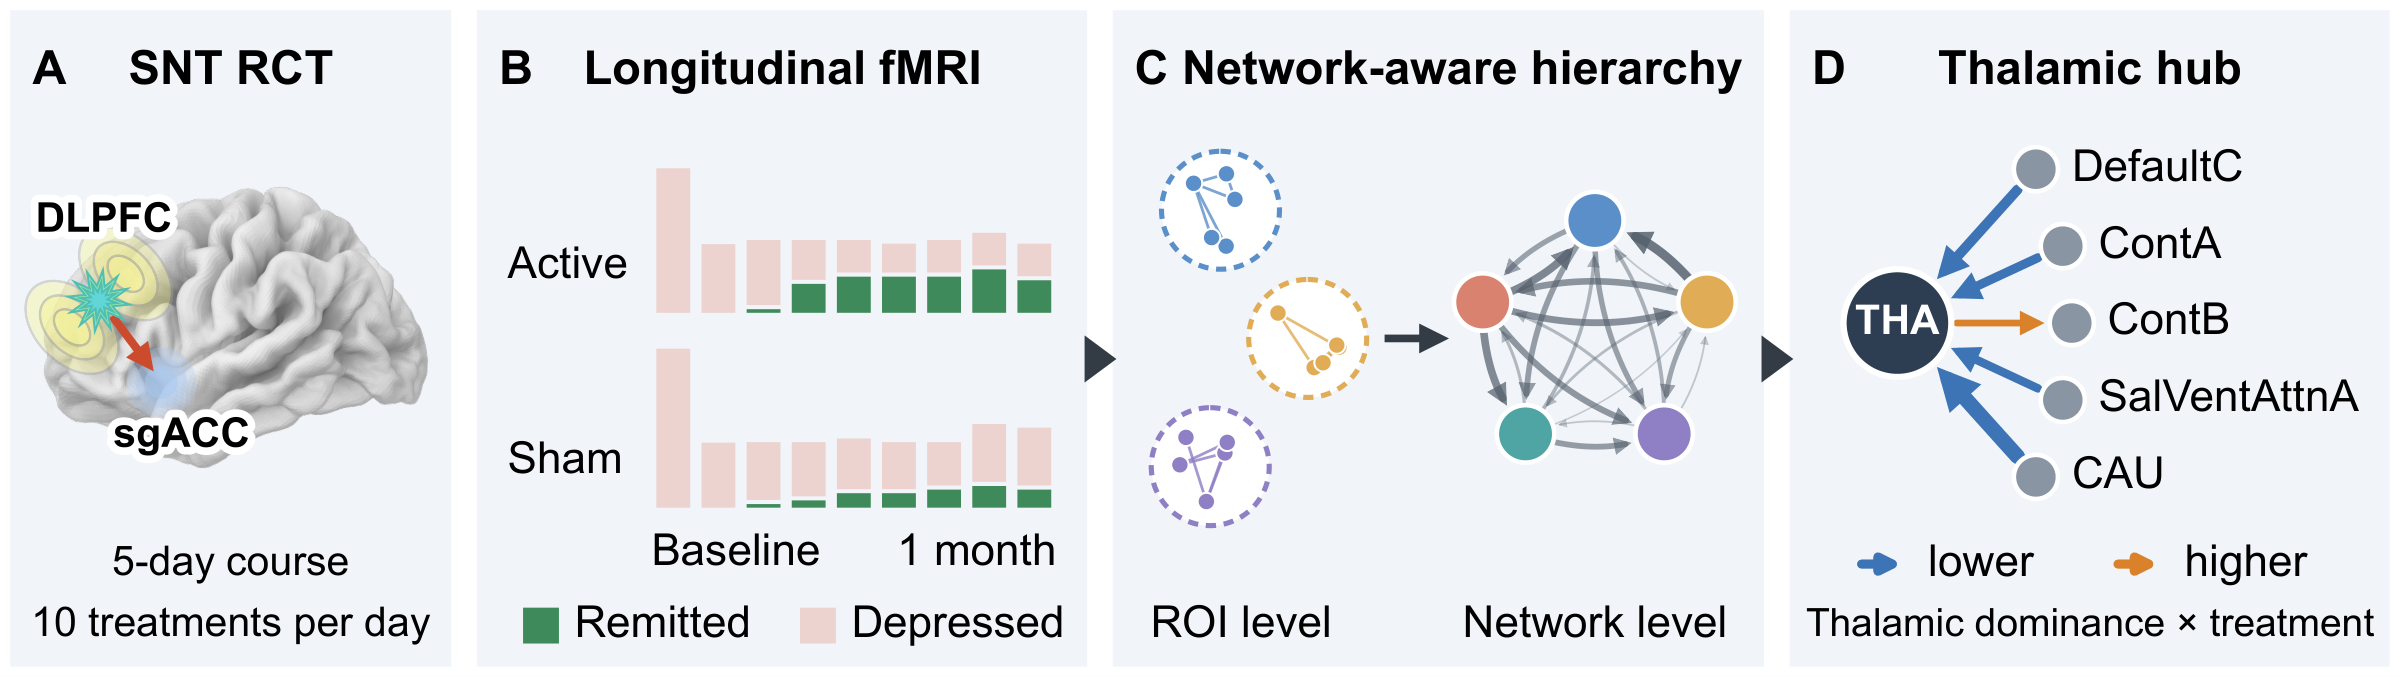 A SNT RCT
DLPFC
sgACC
5-day course
10 treatments per day
B Longitudinal fMRI
Active
Sham
Baseline 1 month
Remitted Depressed
C Network-aware hierarchy
ROI level Network level
D Thalamic hub
DefaultC
ContA
THA
ContB
SalVentAttnA
CAU
lower higher
Thalamic dominance × treatment